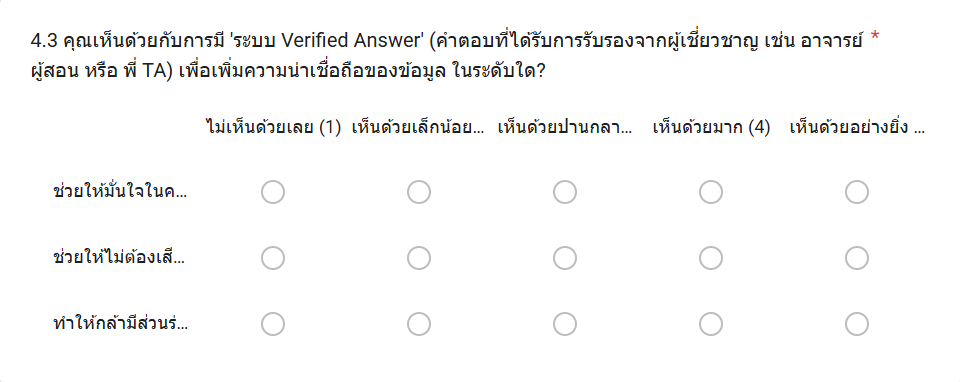 4.3 คุณเห็นด้วยกับการมี 'ระบบ Verified Answer' (คำตอบที่ได้รับการรับรองจากผู้เชี่ยวชาญ เช่น อาจารย์ *
ผู้สอน หรือ พี่ TA) เพื่อเพิ่มความน่าเชื่อถือของข้อมูล ในระดับใด?
ไม่เห็นด้วยเลย (1) เห็นด้วยเล็กน้อย... เห็นด้วยปานกลา... เห็นด้วยมาก (4) เห็นด้วยอย่างยิ่ง ...
ช่วยให้มั่นใจในค...
ช่วยให้ไม่ต้องเสี...
ทำให้กล้ามีส่วนร่...